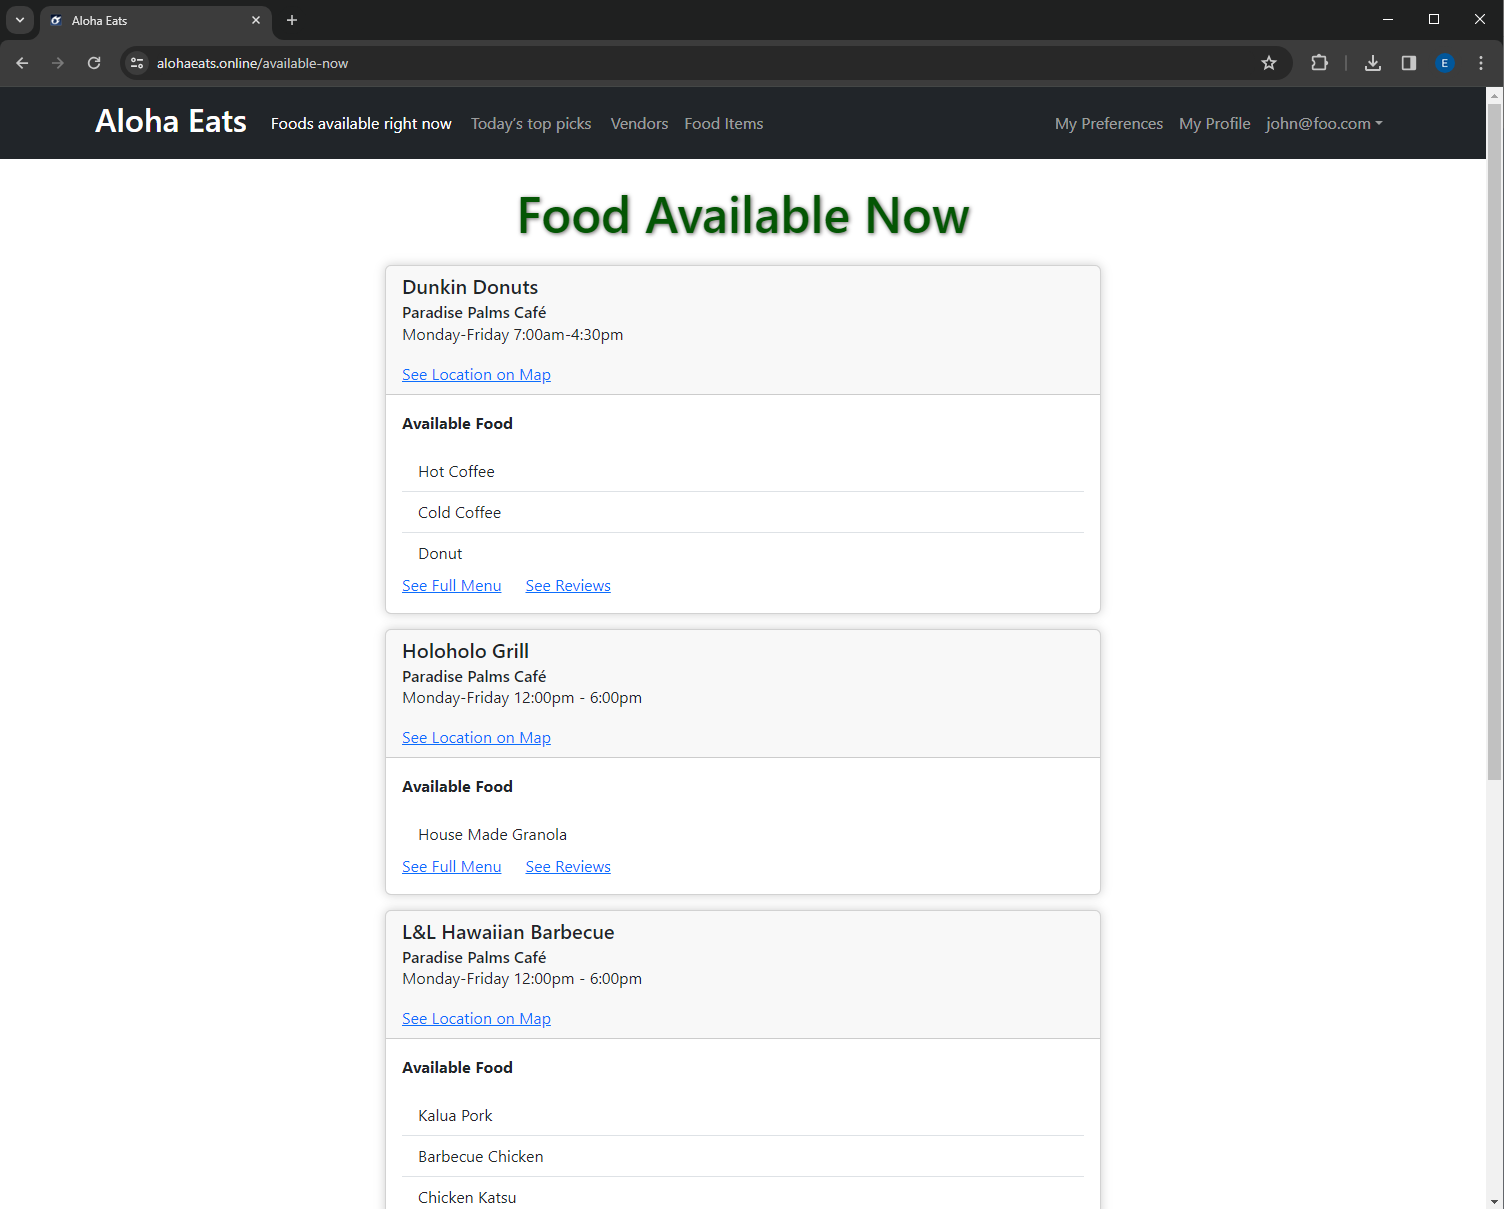 Aloha Eats
alohaeats.online/available-now
E
Aloha Eats Foods available right now Today's top picks Vendors Food Items My Preferences My Profile john@foo.com
Food Available Now
Dunkin Donuts
Paradise Palms Café
Monday-Friday 7:00am-4:30pm
See Location on Map
Available Food
Hot Coffee
Cold Coffee
Donut
See Full Menu See Reviews
Holoholo Grill
Paradise Palms Café
Monday-Friday 12:00pm - 6:00pm
See Location on Map
Available Food
House Made Granola
See Full Menu See Reviews
L&L Hawaiian Barbecue
Paradise Palms Café
Monday-Friday 12:00pm - 6:00pm
See Location on Map
Available Food
Kalua Pork
Barbecue Chicken
Chicken Katsu